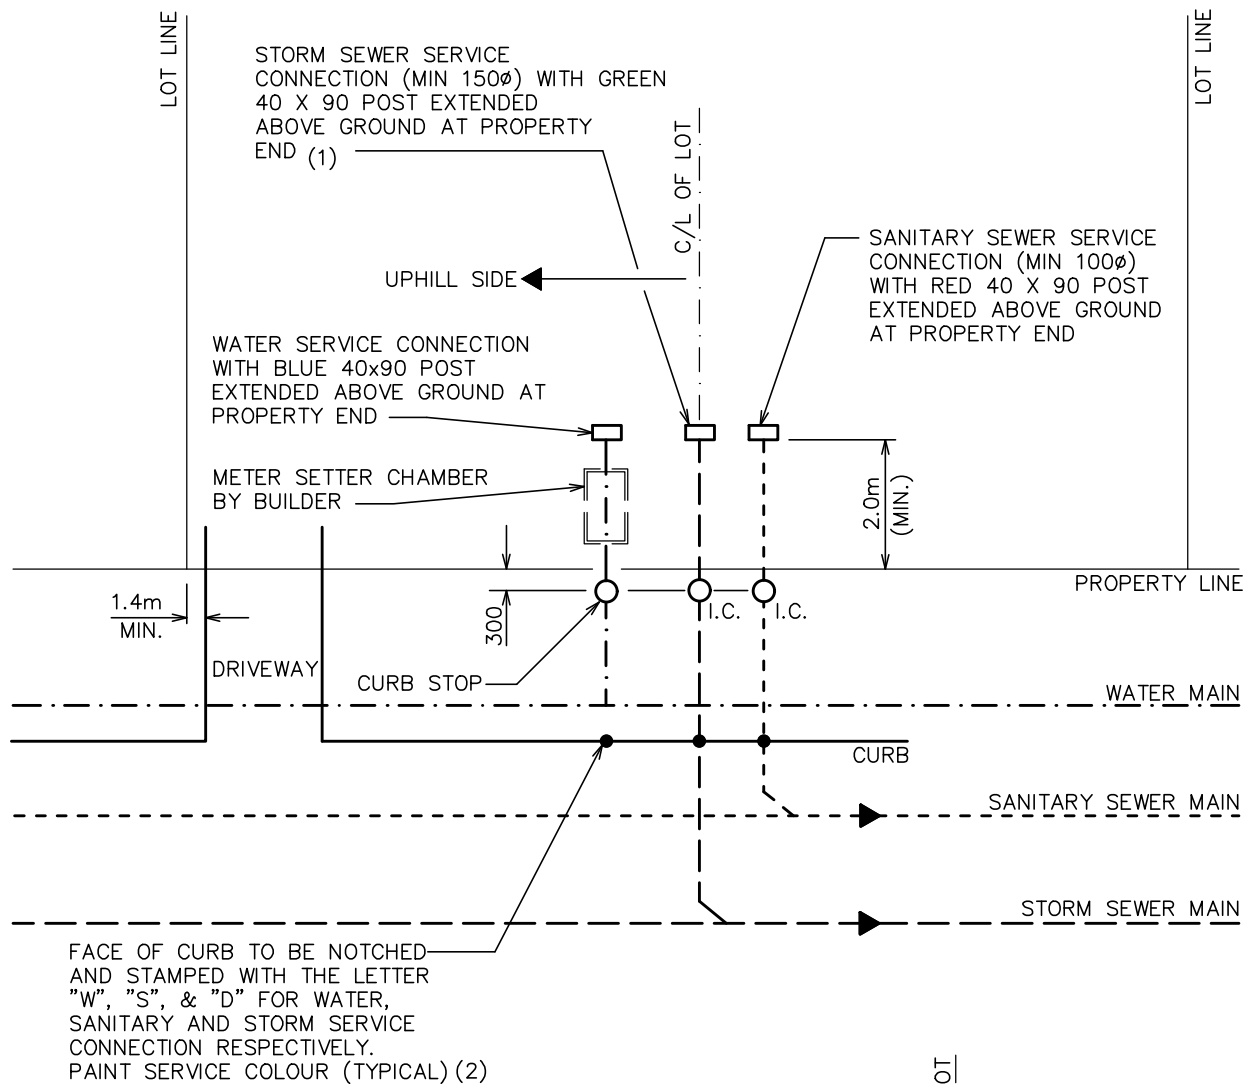 LOT LINE
LOT LINE
STORM SEWER SERVICE
CONNECTION (MIN 150ø) WITH GREEN
40 X 90 POST EXTENDED
ABOVE GROUND AT PROPERTY
END (1)
C/L OF LOT
SANITARY SEWER SERVICE
CONNECTION (MIN 100ø)
WITH RED 40 X 90 POST
EXTENDED ABOVE GROUND
AT PROPERTY END
UPHILL SIDE
WATER SERVICE CONNECTION
WITH BLUE 40x90 POST
EXTENDED ABOVE GROUND AT
PROPERTY END
METER SETTER CHAMBER
BY BUILDER
2.0m
(MIN.)
PROPERTY LINE
1.4m
MIN.
300
I.C.
I.C.
DRIVEWAY
CURB STOP
WATER MAIN
CURB
SANITARY SEWER MAIN
STORM SEWER MAIN
FACE OF CURB TO BE NOTCHED
AND STAMPED WITH THE LETTER
"W", "S", & "D" FOR WATER,
SANITARY AND STORM SERVICE
CONNECTION RESPECTIVELY.
PAINT SERVICE COLOUR (TYPICAL) (2)
OT